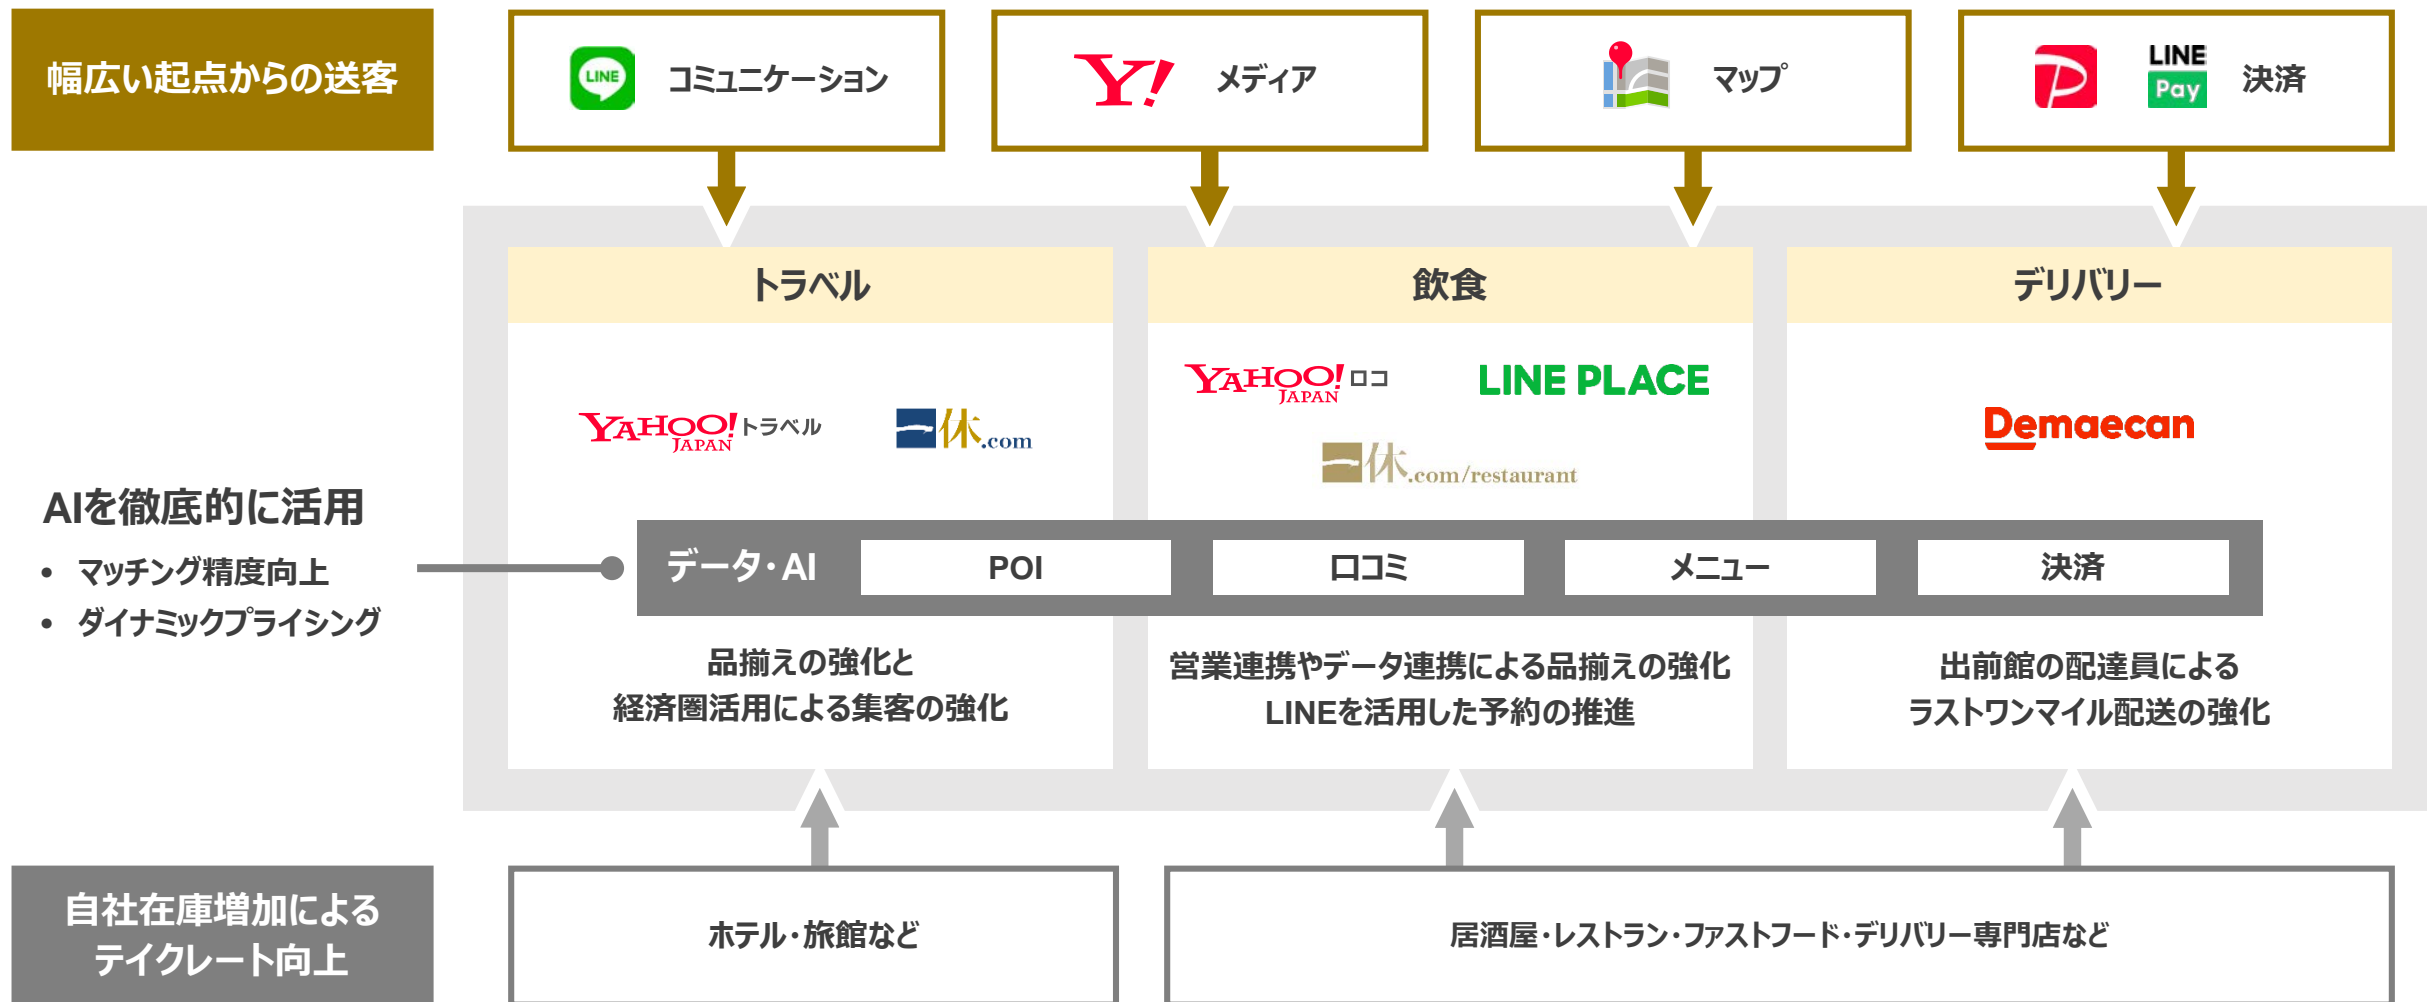 幅広い起点からの送客
LINE
コミュニケーション
Y!
メディア
マップ
P
LINE
Pay
決済
トラベル
飲食
デリバリー
YAHOO!
JAPAN
トラベル
一休.com
YAHOO!
JAPAN
ロコ
LINE PLACE
一休.com/restaurant
Demaecan
AIを徹底的に活用
• マッチング精度向上
• ダイナミックプライシング
データ・AI
POI
口コミ
メニュー
決済
品揃えの強化と
経済圏活用による集客の強化
営業連携やデータ連携による品揃えの強化
LINEを活用した予約の推進
出前館の配達員による
ラストワンマイル配送の強化
自社在庫増加による
テイクレート向上
ホテル・旅館など
居酒屋・レストラン・ファストフード・デリバリー専門店など